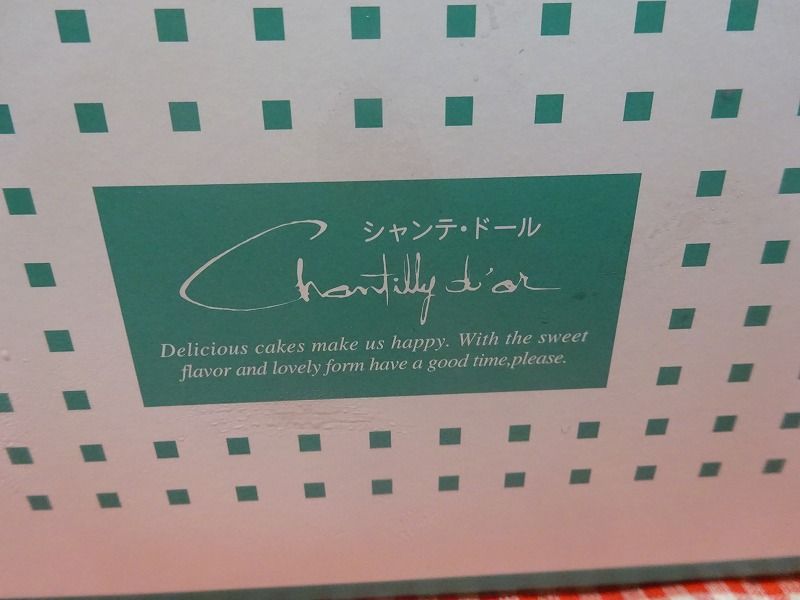 シャンテ・ドール
Chantilly d'or
Delicious cakes make us happy. With the sweet
flavor and lovely form have a good time,please.